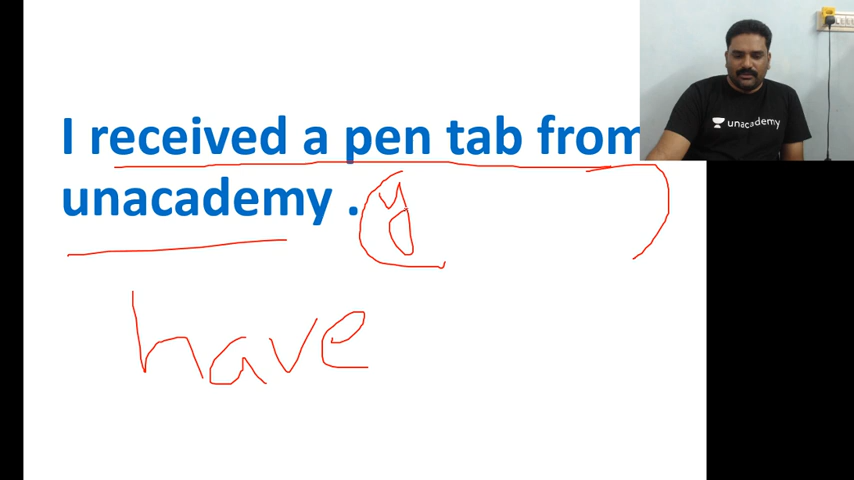 I received a pen tab from
unacademy .
have
unacademy